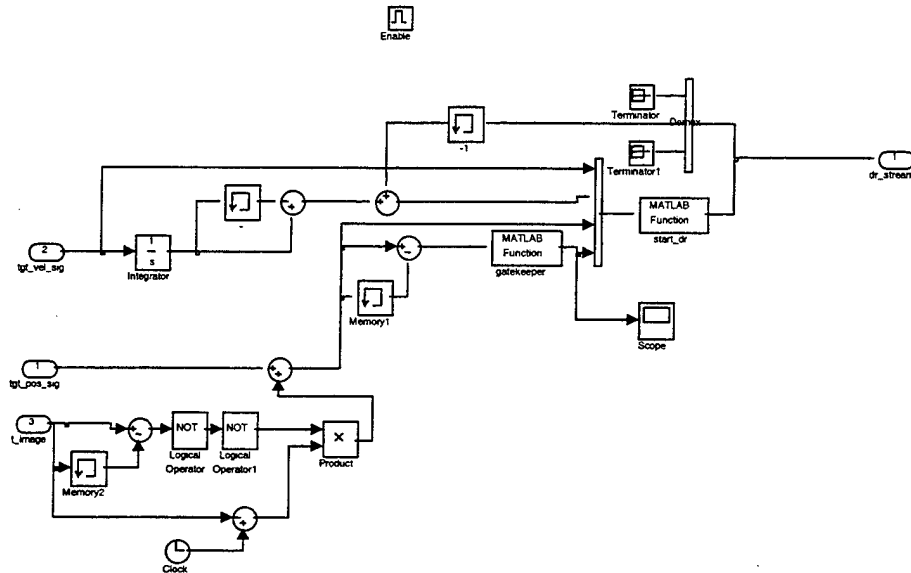 Enable
Terminator
Demux
-1
Terminator1
1
dr_stream
MATLAB
Function
start_dr
2
tgt_vel_sig
1
s
Integrator
MATLAB
Function
gatekeeper
Memory1
Scope
1
tgt_pos_sig
3
t_image
NOT
NOT
Logical
Operator
Logical
Operator1
×
Product
Memory2
Clock